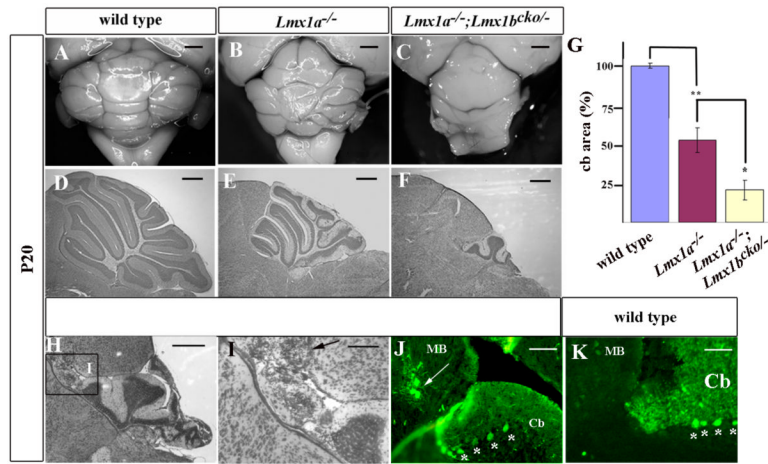 wild type
Lmx1a-/-
Lmx1a-/-;Lmx1bcko/-
P20
A
B
C
D
E
F
G
cb area (%)
100
75
50
25
**
*
wild type
Lmx1a-/-
Lmx1a-/-;
Lmx1bcko/-
wild type
H
I
I
J
MB
Cb
* * * *
K
MB
Cb
* * * *